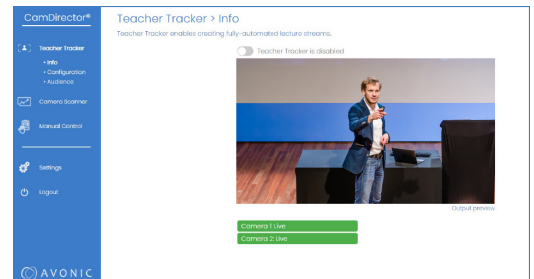 CamDirector®
Teacher Tracker
• Info
• Configuration
• Audience
Camera Scanner
Manual Control
Settings
Logout
AVONIC
Teacher Tracker > Info
Teacher Tracker enables creating fully-automated lecture streams.
Teacher Tracker is disabled
Output preview
Camera 1 Live
Camera 2: Live